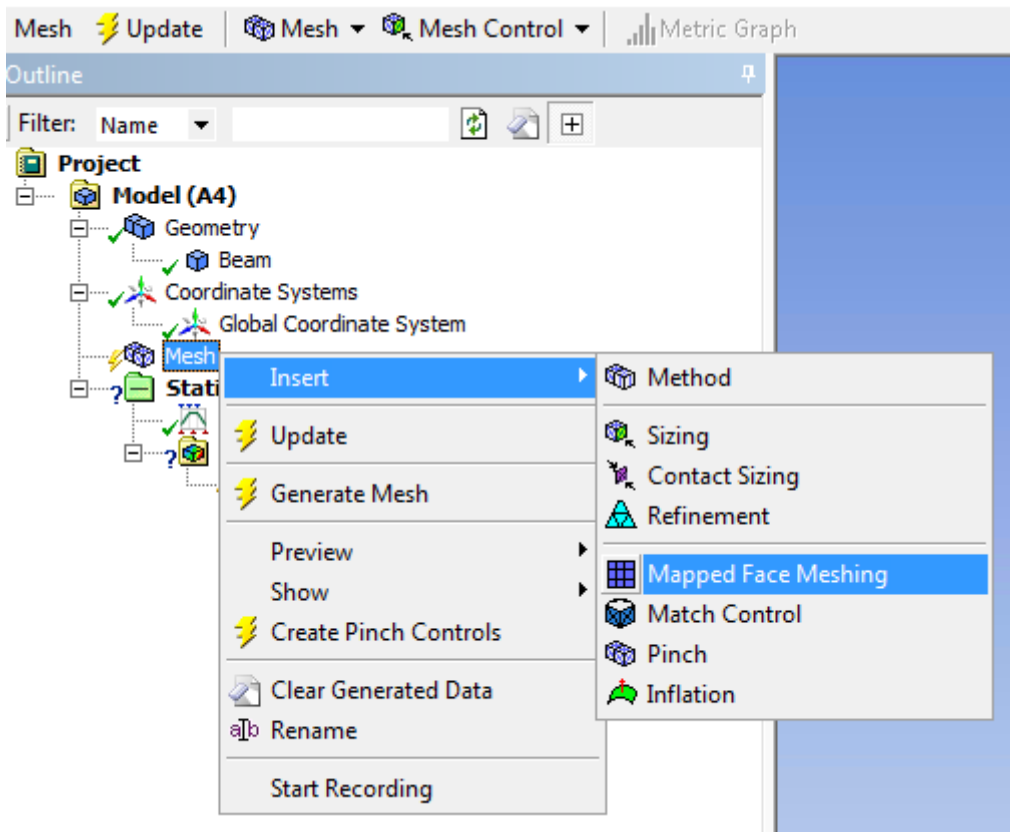 Mesh Update Mesh Mesh Control Metric Graph
Outline
Filter: Name
Project
Model (A4)
Geometry
Beam
Coordinate Systems
Global Coordinate System
Mesh
Stati
Insert
Update
Generate Mesh
Preview
Show
Create Pinch Controls
Clear Generated Data
Rename
Start Recording
Method
Sizing
Contact Sizing
Refinement
Mapped Face Meshing
Match Control
Pinch
Inflation